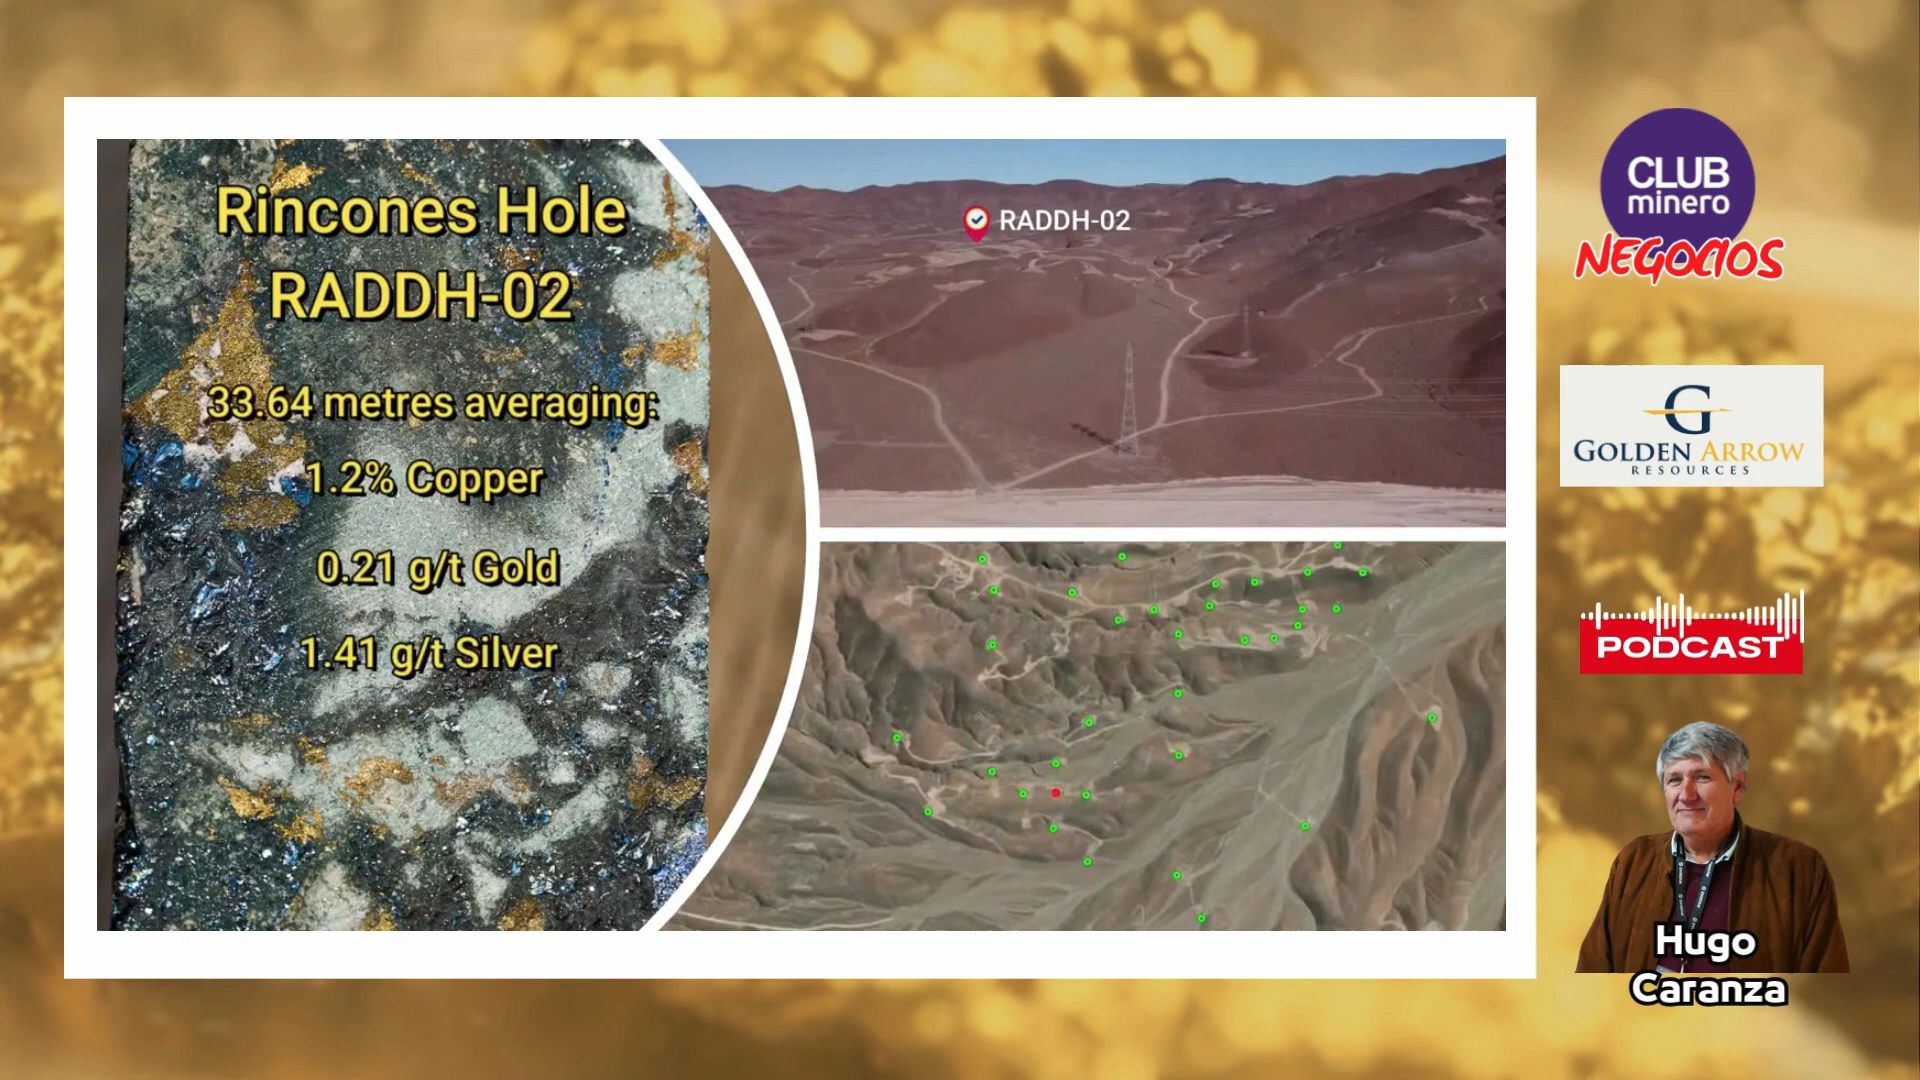 Rincones Hole
RADDH-02
33.64 metres averaging:
1.2% Copper
0.21 g/t Gold
1.41 g/t Silver
RADDH-02
CLUB
minero
NEGOCIOS
G
GOLDEN ARROW
RESOURCES
PODCAST
Hugo
Caranza